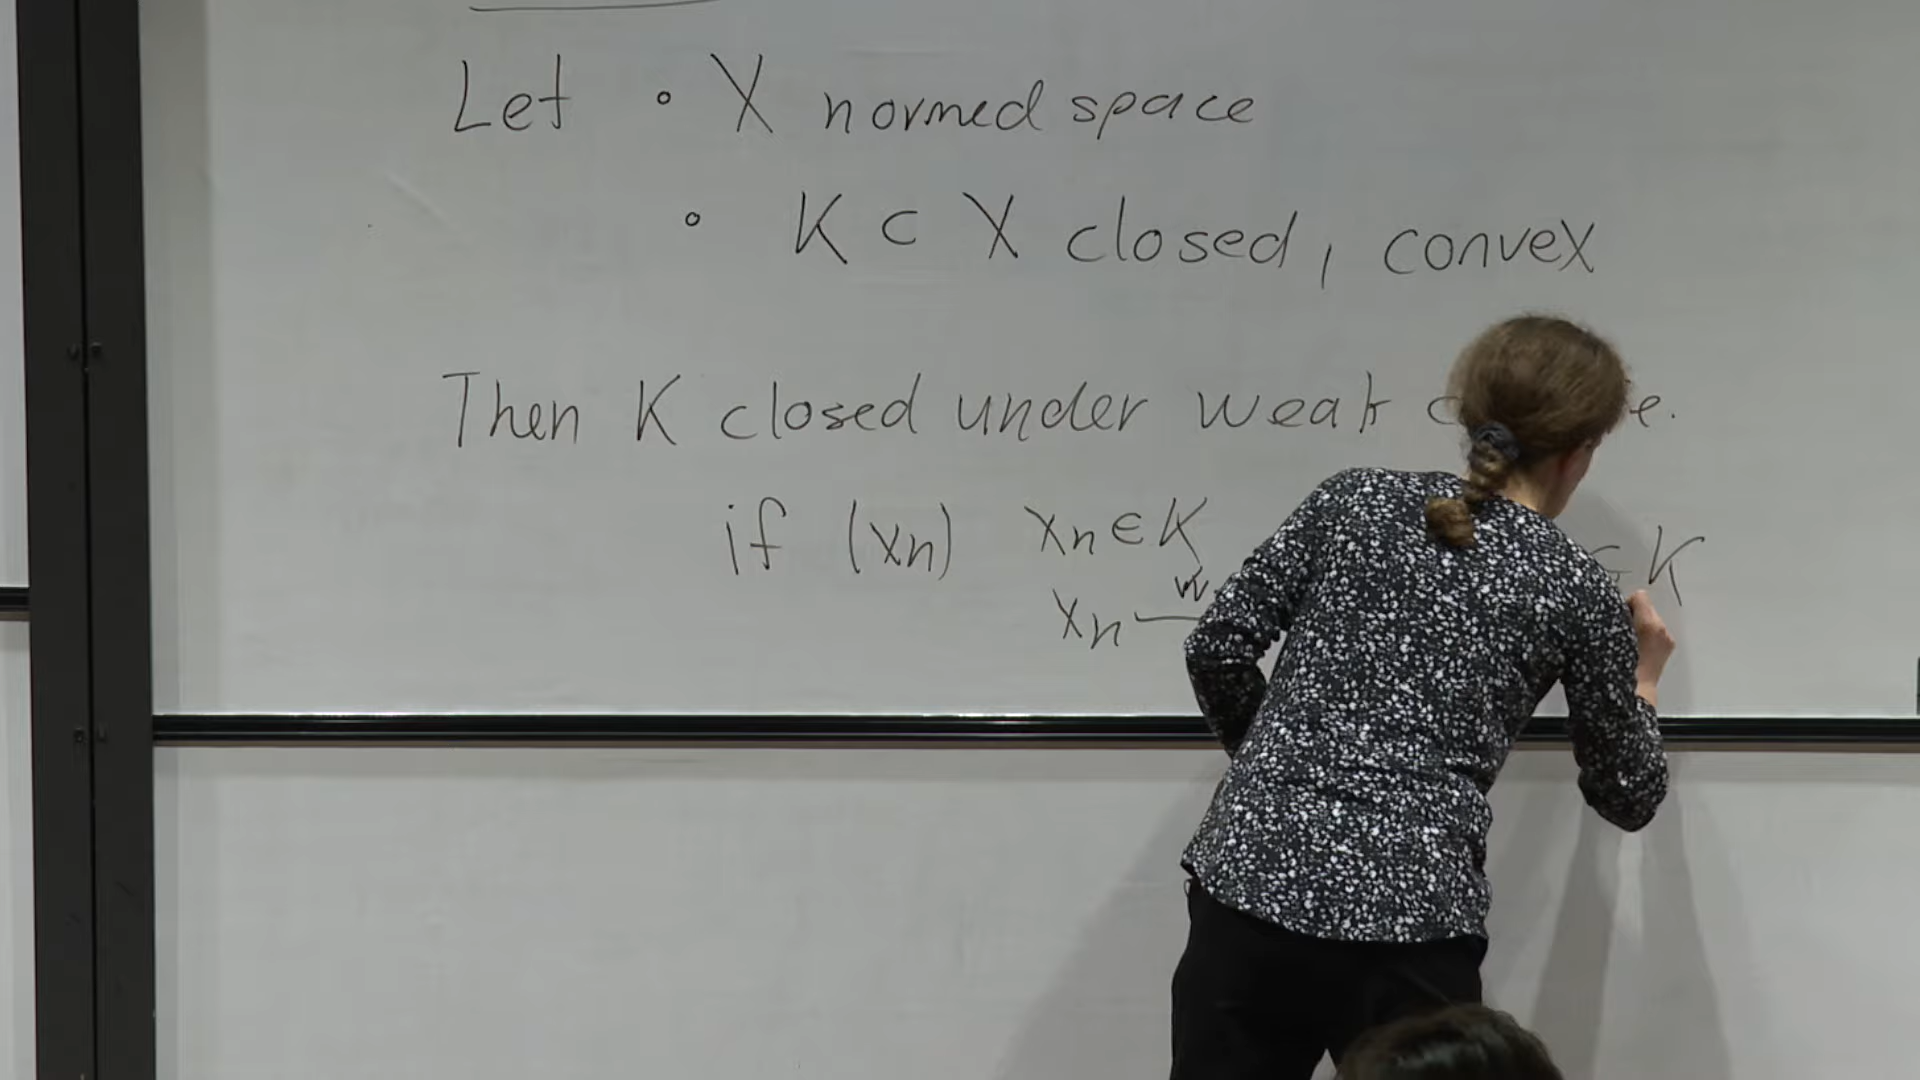 Let ∘ X normed space
∘ K ⊂ X closed, convex
Then K closed under weak
if (xn) xn ∈ K ∈ K
xn —w